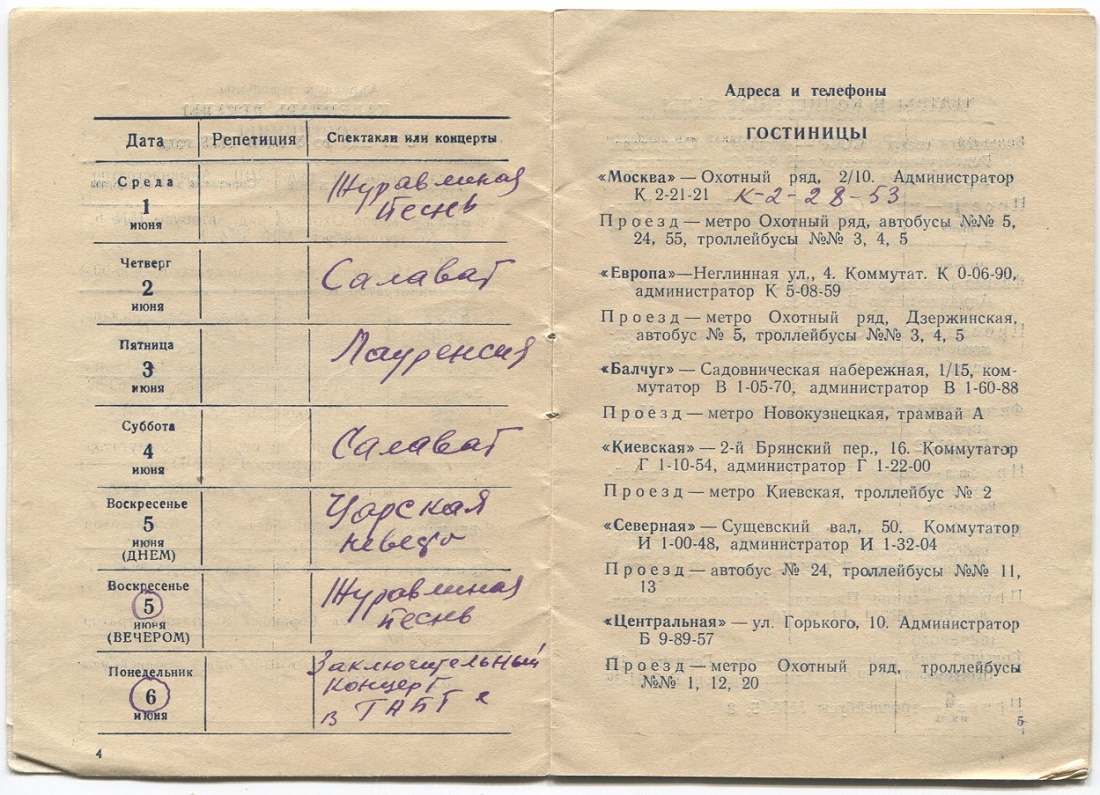 Дата Репетиция Спектакли или концерты
Среда
1
июня
Журавлиная
песнь
Четверг
2
июня
Салават
Пятница
3
июня
Лауренсия
Суббота
4
июня
Салават
Воскресенье
5
июня
(ДНЕМ)
Царская
невеста
Воскресенье
5
июня
(ВЕЧЕРОМ)
Журавлиная
песнь
Понедельник
6
июня
Заключительный
концерт
в ГАБТ'е
4
Адреса и телефоны
ГОСТИНИЦЫ
«Москва» — Охотный ряд, 2/10. Администратор
К 2-21-21 К-2-28-53
Проезд — метро Охотный ряд, автобусы №№ 5,
24, 55, троллейбусы №№ 3, 4, 5
«Европа»—Неглинная ул., 4. Коммутат. К 0-06-90,
администратор К 5-08-59
Проезд — метро Охотный ряд, Дзержинская,
автобус № 5, троллейбусы №№ 3, 4, 5
«Балчуг» — Садовническая набережная, 1/15, ком-
мутатор В 1-05-70, администратор В 1-60-88
Проезд — метро Новокузнецкая, трамвай А
«Киевская» — 2-й Брянский пер., 16. Коммутатор
Г 1-10-54, администратор Г 1-22-00
Проезд — метро Киевская, троллейбус № 2
«Северная» — Сущевский вал, 50. Коммутатор
И 1-00-48, администратор И 1-32-04
Проезд — автобус № 24, троллейбусы №№ 11,
13
«Центральная» — ул. Горького, 10. Администратор
Б 9-89-57
Проезд — метро Охотный ряд, троллейбусы
№№ 1, 12, 20
5